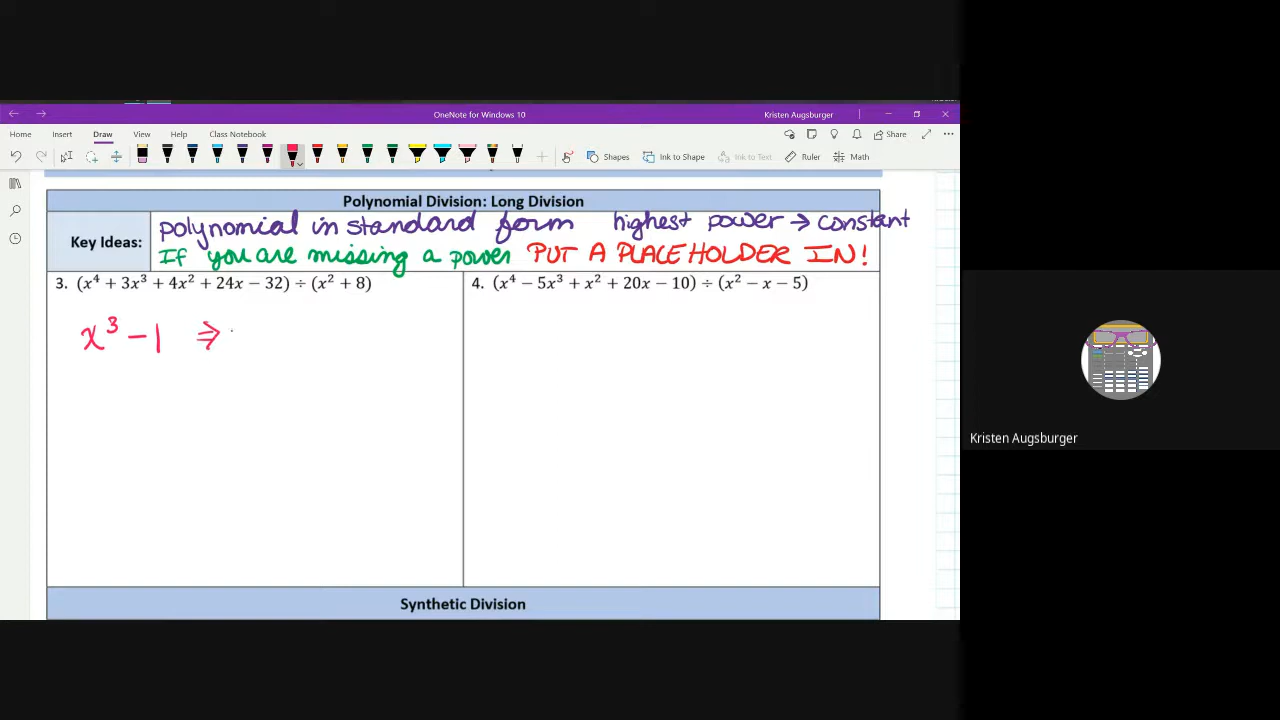 OneNote for Windows 10 Kristen Augsburger
Home Insert Draw View Help Class Notebook Share
Shapes Ink to Shape Ink to Text Ruler Math
Polynomial Division: Long Division
Key Ideas: polynomial in standard form highest power → constant
If you are missing a power PUT A PLACEHOLDER IN!
3. (x⁴ + 3x³ + 4x² + 24x − 32) ÷ (x² + 8) 4. (x⁴ − 5x³ + x² + 20x − 10) ÷ (x² − x − 5)
x³ − 1 ⇒
Kristen Augsburger
Synthetic Division